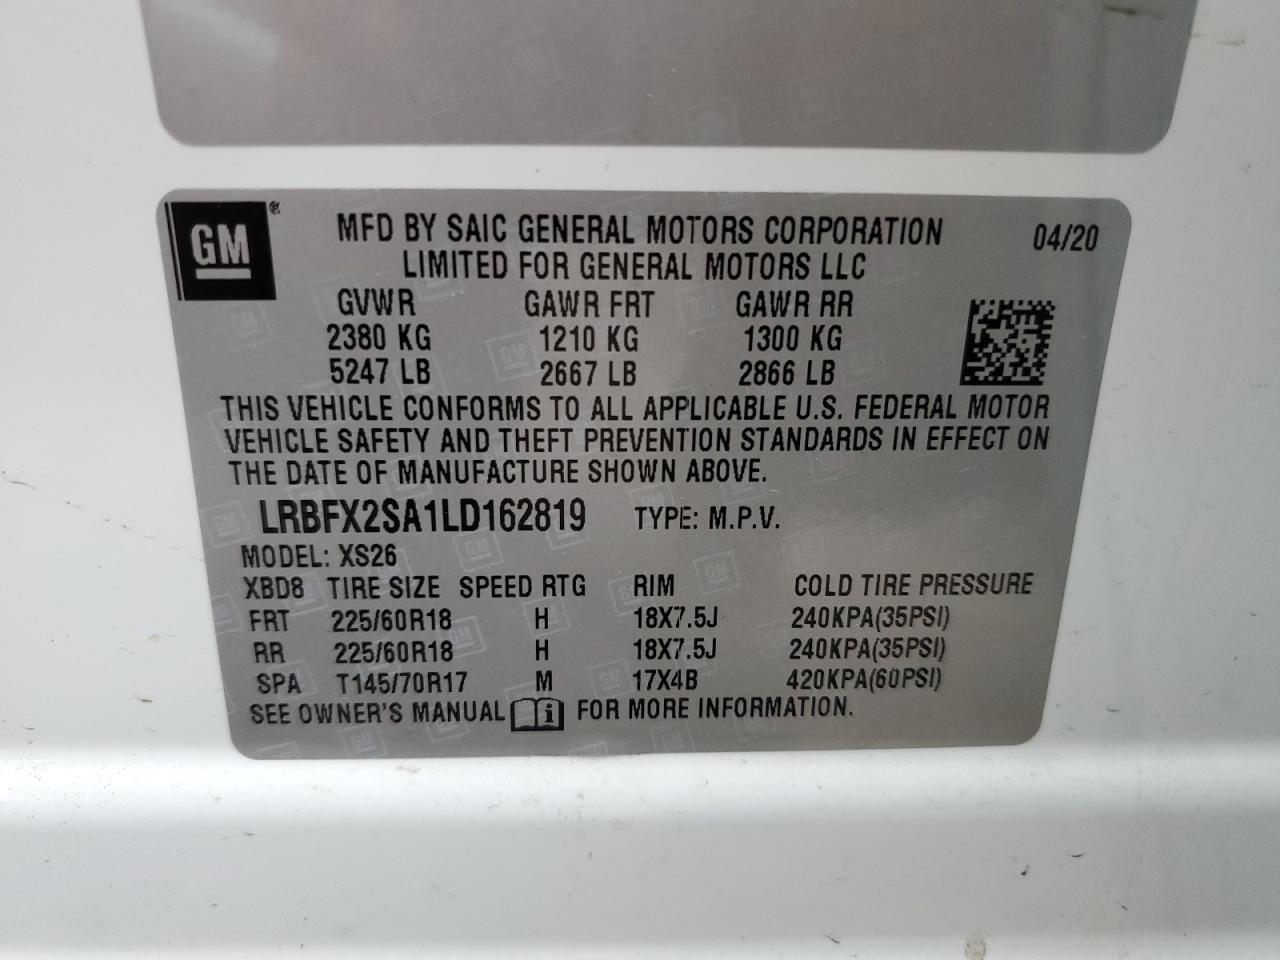 GM®
MFD BY SAIC GENERAL MOTORS CORPORATION 04/20
LIMITED FOR GENERAL MOTORS LLC
GVWR GAWR FRT GAWR RR
2380 KG 1210 KG 1300 KG
5247 LB 2667 LB 2866 LB
THIS VEHICLE CONFORMS TO ALL APPLICABLE U.S. FEDERAL MOTOR
VEHICLE SAFETY AND THEFT PREVENTION STANDARDS IN EFFECT ON
THE DATE OF MANUFACTURE SHOWN ABOVE.
LRBFX2SA1LD162819 TYPE: M.P.V.
MODEL: XS26
XBD8 TIRE SIZE SPEED RTG RIM COLD TIRE PRESSURE
FRT 225/60R18 H 18X7.5J 240KPA(35PSI)
RR 225/60R18 H 18X7.5J 240KPA(35PSI)
SPA T145/70R17 M 17X4B 420KPA(60PSI)
SEE OWNER'S MANUAL i FOR MORE INFORMATION.